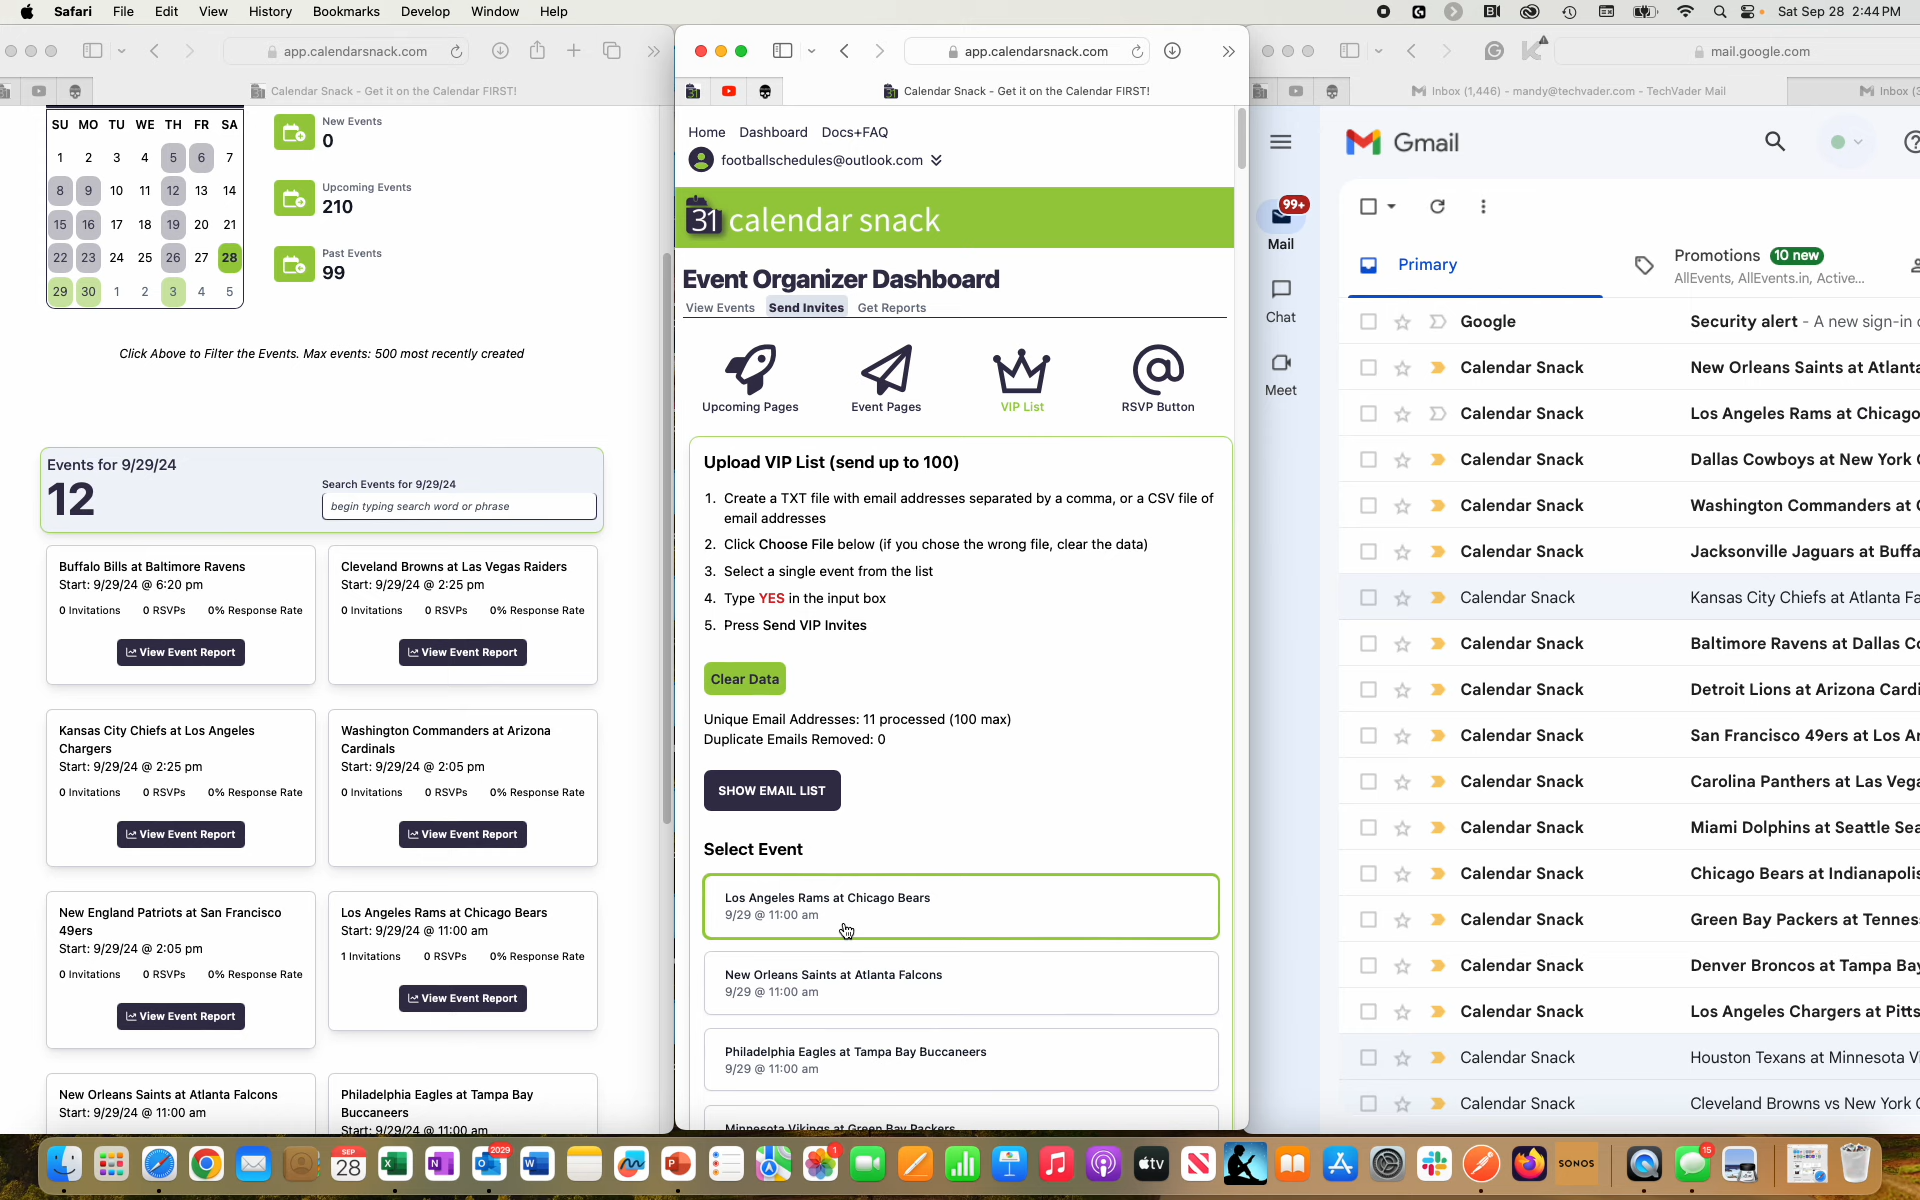 Safari File Edit View History Bookmarks Develop Window Help
Sat Sep 28 2:44 PM
app.calendarsnack.com
Calendar Snack - Get it on the Calendar FIRST!
SU MO TU WE TH FR SA
1 2 3 4 5 6 7
8 9 10 11 12 13 14
15 16 17 18 19 20 21
22 23 24 25 26 27 28
29 30 1 2 3 4 5
New Events
0
Upcoming Events
210
Past Events
99
Click Above to Filter the Events. Max events: 500 most recently created
Events for 9/29/24
12
Search Events for 9/29/24
begin typing search word or phrase
Buffalo Bills at Baltimore Ravens
Start: 9/29/24 @ 6:20 pm
0 Invitations 0 RSVPs 0% Response Rate
View Event Report
Cleveland Browns at Las Vegas Raiders
Start: 9/29/24 @ 2:25 pm
0 Invitations 0 RSVPs 0% Response Rate
View Event Report
Kansas City Chiefs at Los Angeles
Chargers
Start: 9/29/24 @ 2:25 pm
0 Invitations 0 RSVPs 0% Response Rate
View Event Report
Washington Commanders at Arizona
Cardinals
Start: 9/29/24 @ 2:05 pm
0 Invitations 0 RSVPs 0% Response Rate
View Event Report
New England Patriots at San Francisco
49ers
Start: 9/29/24 @ 2:05 pm
0 Invitations 0 RSVPs 0% Response Rate
View Event Report
Los Angeles Rams at Chicago Bears
Start: 9/29/24 @ 11:00 am
1 Invitations 0 RSVPs 0% Response Rate
View Event Report
New Orleans Saints at Atlanta Falcons
Start: 9/29/24 @ 11:00 am
Philadelphia Eagles at Tampa Bay
Buccaneers
Start: 9/29/24 @ 11:00 am
app.calendarsnack.com
Calendar Snack - Get it on the Calendar FIRST!
Home Dashboard Docs+FAQ
footballschedules@outlook.com
31 calendar snack
Event Organizer Dashboard
View Events Send Invites Get Reports
Upcoming Pages Event Pages VIP List RSVP Button
Upload VIP List (send up to 100)
1. Create a TXT file with email addresses separated by a comma, or a CSV file of
email addresses
2. Click Choose File below (if you chose the wrong file, clear the data)
3. Select a single event from the list
4. Type YES in the input box
5. Press Send VIP Invites
Clear Data
Unique Email Addresses: 11 processed (100 max)
Duplicate Emails Removed: 0
SHOW EMAIL LIST
Select Event
Los Angeles Rams at Chicago Bears
9/29 @ 11:00 am
New Orleans Saints at Atlanta Falcons
9/29 @ 11:00 am
Philadelphia Eagles at Tampa Bay Buccaneers
9/29 @ 11:00 am
Minnesota Vikings at Green Bay Packers
mail.google.com
Inbox (1,446) - mandy@techvader.com - TechVader Mail
Inbox (3
Gmail
99+
Mail
Chat
Meet
Primary
Promotions 10 new
AllEvents, AllEvents.in, Active...
Google Security alert - A new sign-in
Calendar Snack New Orleans Saints at Atlanta
Calendar Snack Los Angeles Rams at Chicago
Calendar Snack Dallas Cowboys at New York
Calendar Snack Washington Commanders at
Calendar Snack Jacksonville Jaguars at Buffa
Calendar Snack Kansas City Chiefs at Atlanta Fa
Calendar Snack Baltimore Ravens at Dallas Co
Calendar Snack Detroit Lions at Arizona Cardi
Calendar Snack San Francisco 49ers at Los An
Calendar Snack Carolina Panthers at Las Vega
Calendar Snack Miami Dolphins at Seattle Sea
Calendar Snack Chicago Bears at Indianapolis
Calendar Snack Green Bay Packers at Tennes
Calendar Snack Denver Broncos at Tampa Bay
Calendar Snack Los Angeles Chargers at Pitts
Calendar Snack Houston Texans at Minnesota Vi
Calendar Snack Cleveland Browns vs New York
SEP
28
2029
1
tv
SONOS
15